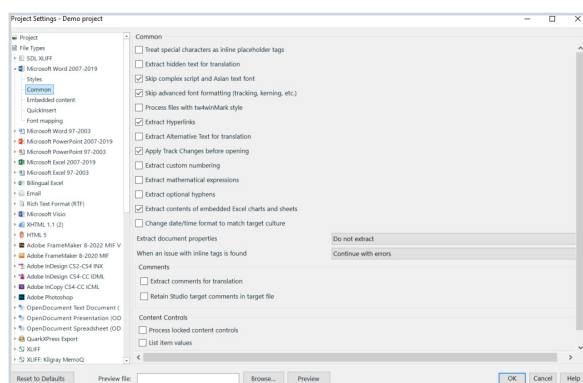 Project Settings - Demo project
Project
File Types
SDL XLIFF
Microsoft Word 2007-2019
Styles
Common
Embedded content
QuickInsert
Font mapping
Microsoft Word 97-2003
Microsoft PowerPoint 2007-2019
Microsoft PowerPoint 97-2003
Microsoft Excel 2007-2019
Microsoft Excel 97-2003
Bilingual Excel
Email
Rich Text Format (RTF)
Microsoft Visio
XHTML 1.1 (2)
HTML 5
Adobe FrameMaker 8-2022 MIF V
Adobe FrameMaker 8-2020 MIF
Adobe InDesign CS2-CS4 INX
Adobe InDesign CS4-CC IDML
Adobe InCopy CS4-CC ICML
Adobe Photoshop
OpenDocument Text Document (
OpenDocument Presentation (OD
OpenDocument Spreadsheet (OD
QuarkXPress Export
XLIFF
XLIFF: Kilgray MemoQ
Common
Treat special characters as inline placeholder tags
Extract hidden text for translation
Skip complex script and Asian text font
Skip advanced font formatting (tracking, kerning, etc.)
Process files with tw4winMark style
Extract Hyperlinks
Extract Alternative Text for translation
Apply Track Changes before opening
Extract custom numbering
Extract mathematical expressions
Extract optional hyphens
Extract contents of embedded Excel charts and sheets
Change date/time format to match target culture
Extract document properties Do not extract
When an issue with inline tags is found Continue with errors
Comments
Extract comments for translation
Retain Studio target comments in target file
Content Controls
Process locked content controls
List item values
Reset to Defaults Preview file: Browse... Preview OK Cancel Help